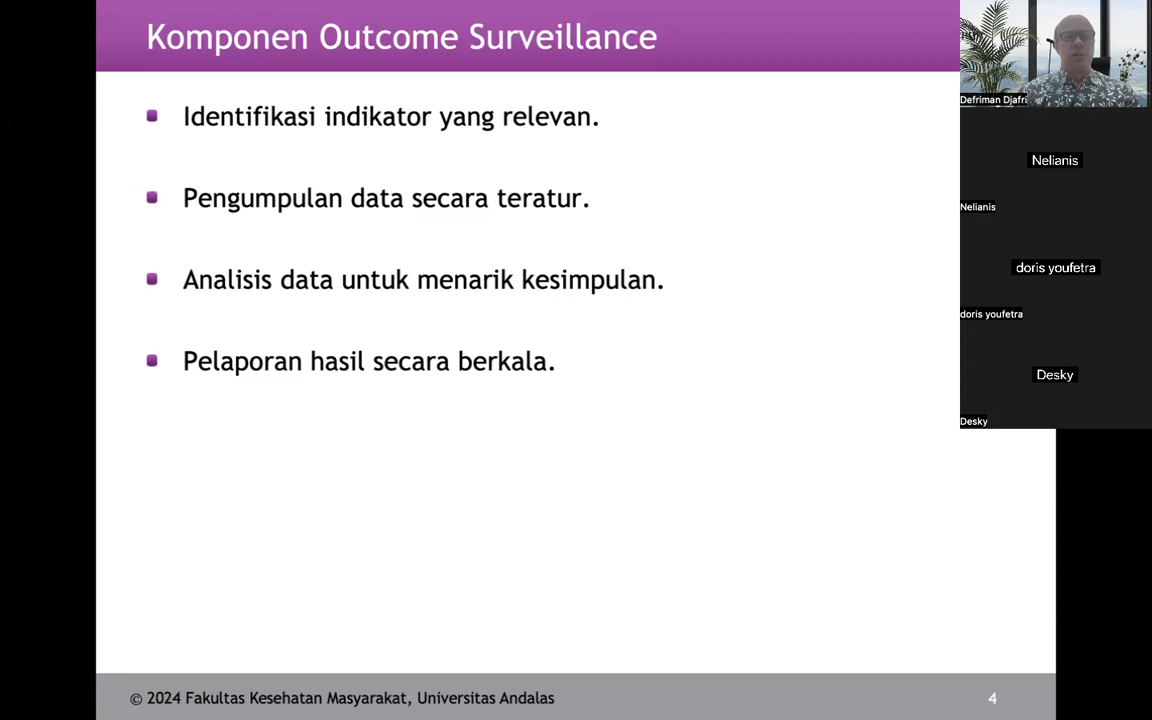 Komponen Outcome Surveillance
Identifikasi indikator yang relevan.
Pengumpulan data secara teratur.
Analisis data untuk menarik kesimpulan.
Pelaporan hasil secara berkala.
© 2024 Fakultas Kesehatan Masyarakat, Universitas Andalas
4
Defriman Djafri
Nelianis
Nelianis
doris youfetra
doris youfetra
Desky
Desky